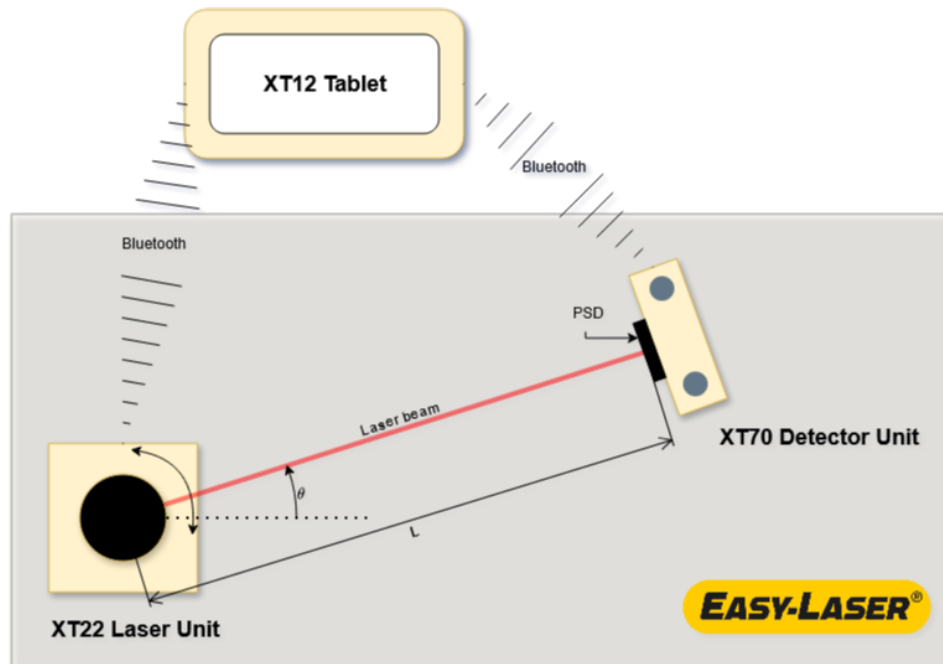 XT12 Tablet
Bluetooth
Bluetooth
PSD
Laser beam
XT70 Detector Unit
θ
L
EASY-LASER®
XT22 Laser Unit